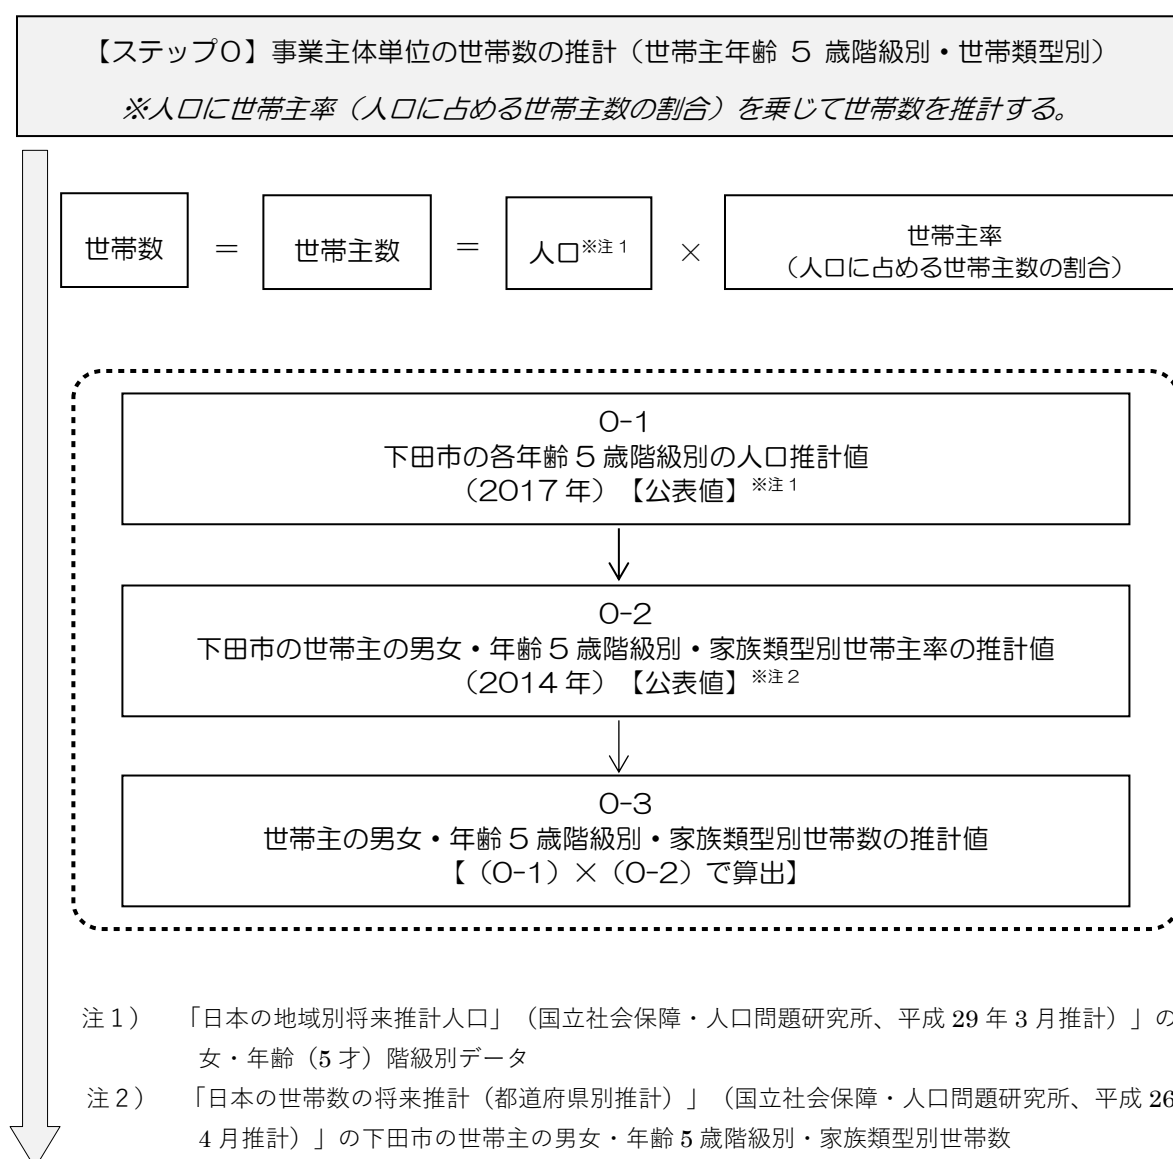 【ステップ0】事業主体単位の世帯数の推計(世帯主年齢 5 歳階級別・世帯類型別)
※人口に世帯主率(人口に占める世帯主数の割合)を乗じて世帯数を推計する。
世帯数 = 世帯主数 = 人口※注1 × 世帯主率
(人口に占める世帯主数の割合)
0-1
下田市の各年齢5歳階級別の人口推計値
(2017年)【公表値】※注1
0-2
下田市の世帯主の男女・年齢5歳階級別・家族類型別世帯主率の推計値
(2014年)【公表値】※注2
0-3
世帯主の男女・年齢5歳階級別・家族類型別世帯数の推計値
【(0-1)×(0-2)で算出】
注1) 「日本の地域別将来推計人口」(国立社会保障・人口問題研究所、平成 29 年 3 月推計)」の
女・年齢(5 才)階級別データ
注2) 「日本の世帯数の将来推計(都道府県別推計)」(国立社会保障・人口問題研究所、平成 26
4 月推計)」の下田市の世帯主の男女・年齢 5 歳階級別・家族類型別世帯数